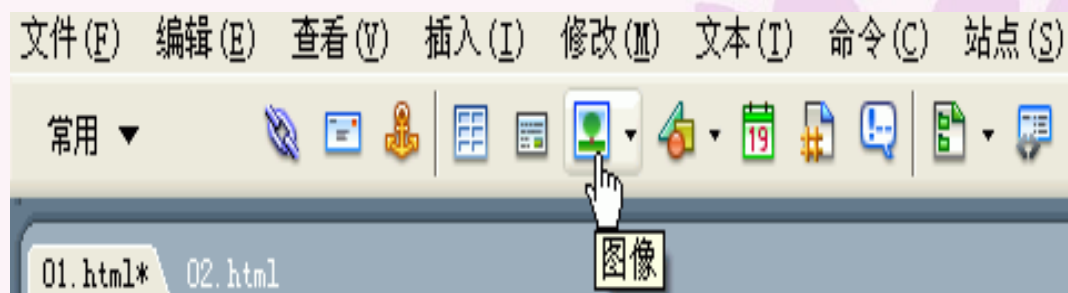 文件(F) 编辑(E) 查看(V) 插入(I) 修改(M) 文本(T) 命令(C) 站点(S)
常用
19
图像
01.html* 02.html